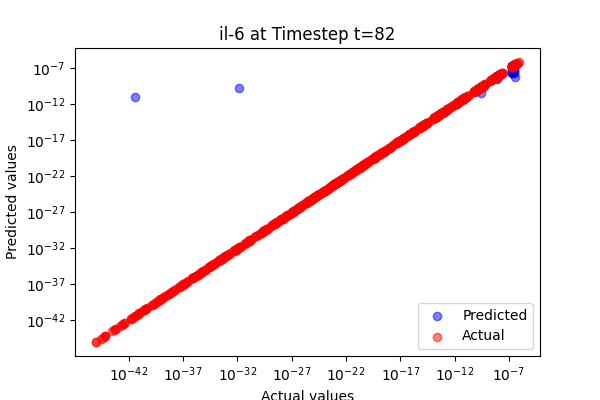 il-6 at Timestep t=82
Predicted values
10⁻⁷
10⁻¹²
10⁻¹⁷
10⁻²²
10⁻²⁷
10⁻³²
10⁻³⁷
10⁻⁴²
Predicted
Actual
10⁻⁴² 10⁻³⁷ 10⁻³² 10⁻²⁷ 10⁻²² 10⁻¹⁷ 10⁻¹² 10⁻⁷
Actual values